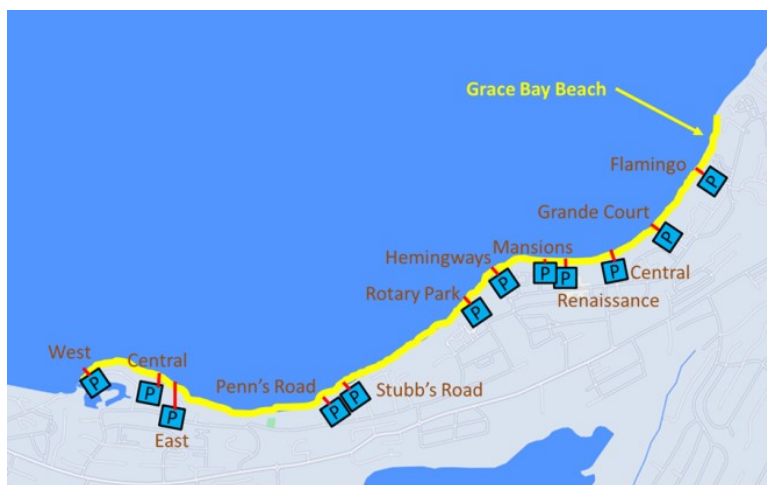 Grace Bay Beach
Flamingo
P
Grande Court
P
Mansions
Hemingways
P
P
P
P
Central
Renaissance
Rotary Park
P
West
P
Central
P
Penn's Road
P
P
Stubb's Road
P
East